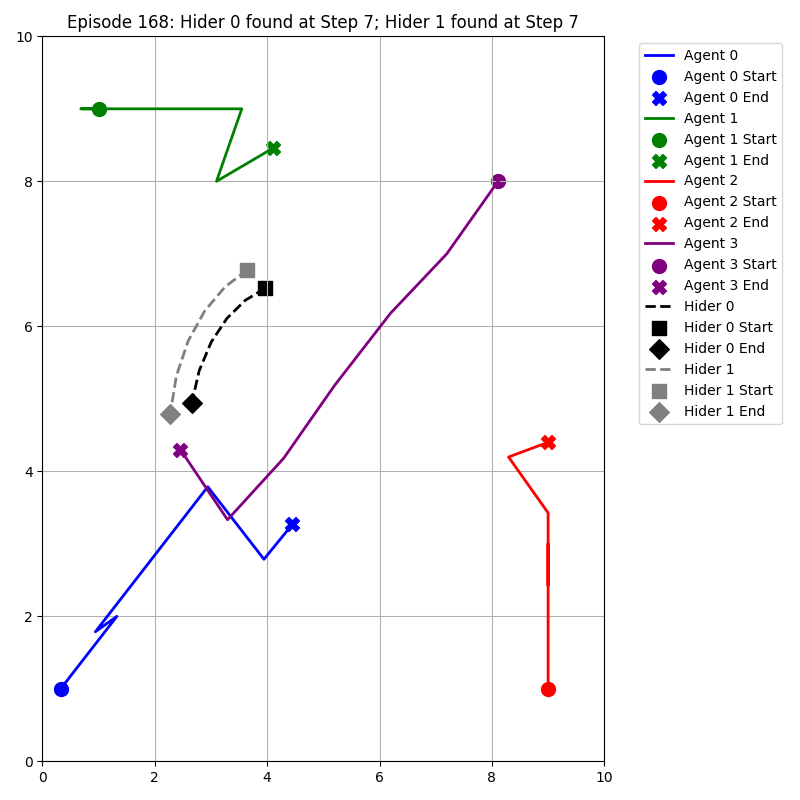 Episode 168: Hider 0 found at Step 7; Hider 1 found at Step 7
10
8
6
4
2
0
0 2 4 6 8 10
Agent 0
Agent 0 Start
Agent 0 End
Agent 1
Agent 1 Start
Agent 1 End
Agent 2
Agent 2 Start
Agent 2 End
Agent 3
Agent 3 Start
Agent 3 End
Hider 0
Hider 0 Start
Hider 0 End
Hider 1
Hider 1 Start
Hider 1 End